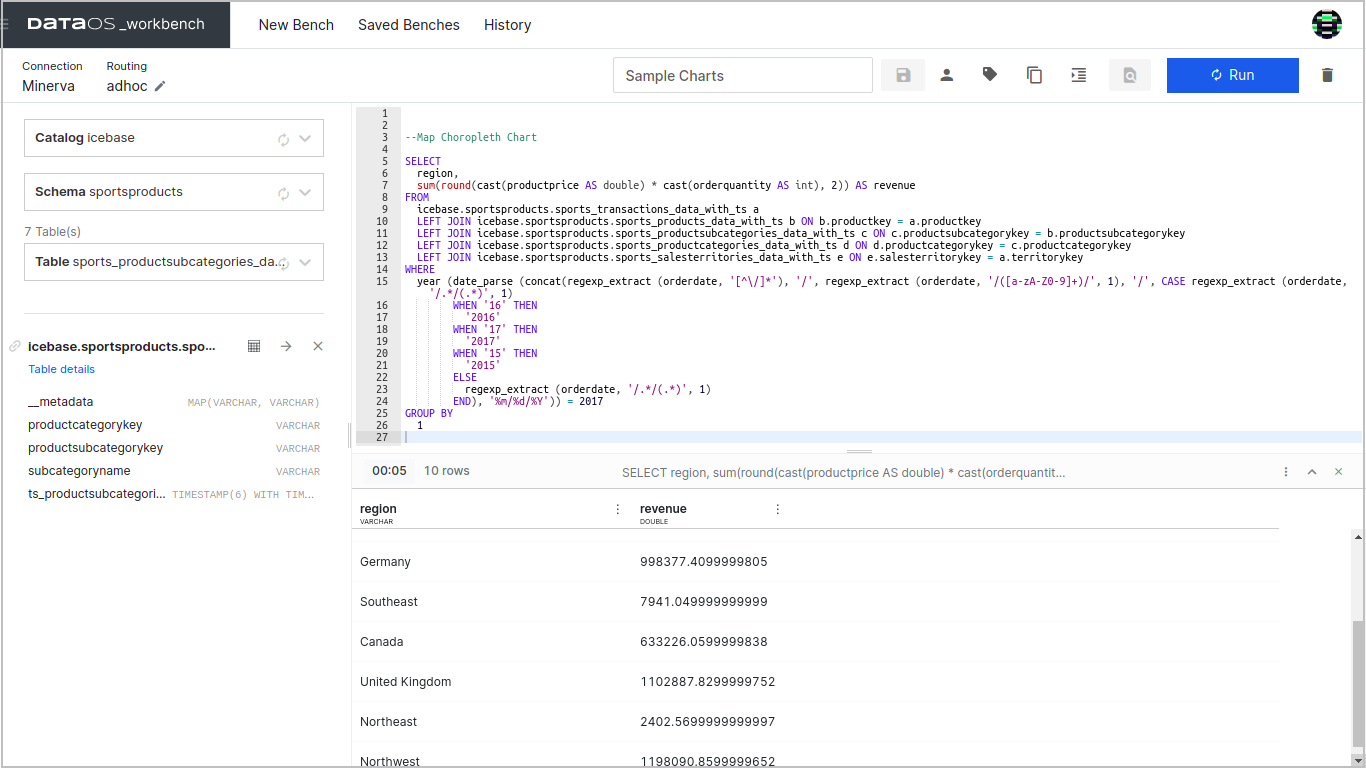 DATAOS _workbench
New Bench
Saved Benches
History
Connection
Minerva
Routing
adhoc
Sample Charts
Run
Catalog icebase
Schema sportsproducts
7 Table(s)
Table sports_productsubcategories_da...
icebase.sportsproducts.spo...
Table details
__metadata MAP(VARCHAR, VARCHAR)
productcategorykey VARCHAR
productsubcategorykey VARCHAR
subcategoryname VARCHAR
ts_productsubcategori... TIMESTAMP(6) WITH TIM...
1
2
3 --Map Choropleth Chart
4
5 SELECT
6 region,
7 sum(round(cast(productprice AS double) * cast(orderquantity AS int), 2)) AS revenue
8 FROM
9 icebase.sportsproducts.sports_transactions_data_with_ts a
10 LEFT JOIN icebase.sportsproducts.sports_products_data_with_ts b ON b.productkey = a.productkey
11 LEFT JOIN icebase.sportsproducts.sports_productsubcategories_data_with_ts c ON c.productsubcategorykey = b.productsubcategorykey
12 LEFT JOIN icebase.sportsproducts.sports_productcategories_data_with_ts d ON d.productcategorykey = c.productcategorykey
13 LEFT JOIN icebase.sportsproducts.sports_salesterritories_data_with_ts e ON e.salesterritorykey = a.territorykey
14 WHERE
15 year (date_parse (concat(regexp_extract (orderdate, '[^\/]*'), '/', regexp_extract (orderdate, '/([a-zA-Z0-9]+)/', 1), '/', CASE regexp_extract (orderdate,
'/.*/(.*)', 1)
16 WHEN '16' THEN
17 '2016'
18 WHEN '17' THEN
19 '2017'
20 WHEN '15' THEN
21 '2015'
22 ELSE
23 regexp_extract (orderdate, '/.*/(.*)', 1)
24 END), '%m/%d/%Y')) = 2017
25 GROUP BY
26 1
27
00:05 10 rows SELECT region, sum(round(cast(productprice AS double) * cast(orderquantit...
region revenue
VARCHAR DOUBLE
Germany 998377.4099999805
Southeast 7941.049999999999
Canada 633226.0599999838
United Kingdom 1102887.8299999752
Northeast 2402.5699999999997
Northwest 1198090.8599999652